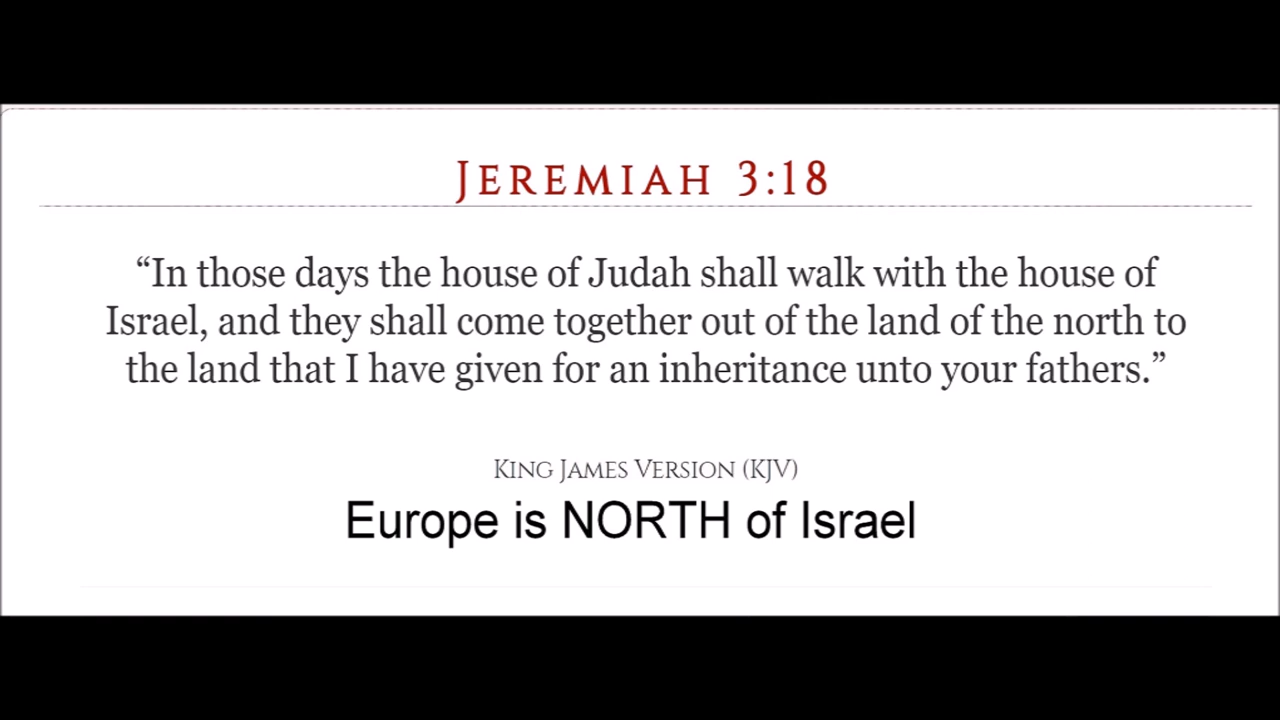 JEREMIAH 3:18
“In those days the house of Judah shall walk with the house of
Israel, and they shall come together out of the land of the north to
the land that I have given for an inheritance unto your fathers.”
KING JAMES VERSION (KJV)
Europe is NORTH of Israel